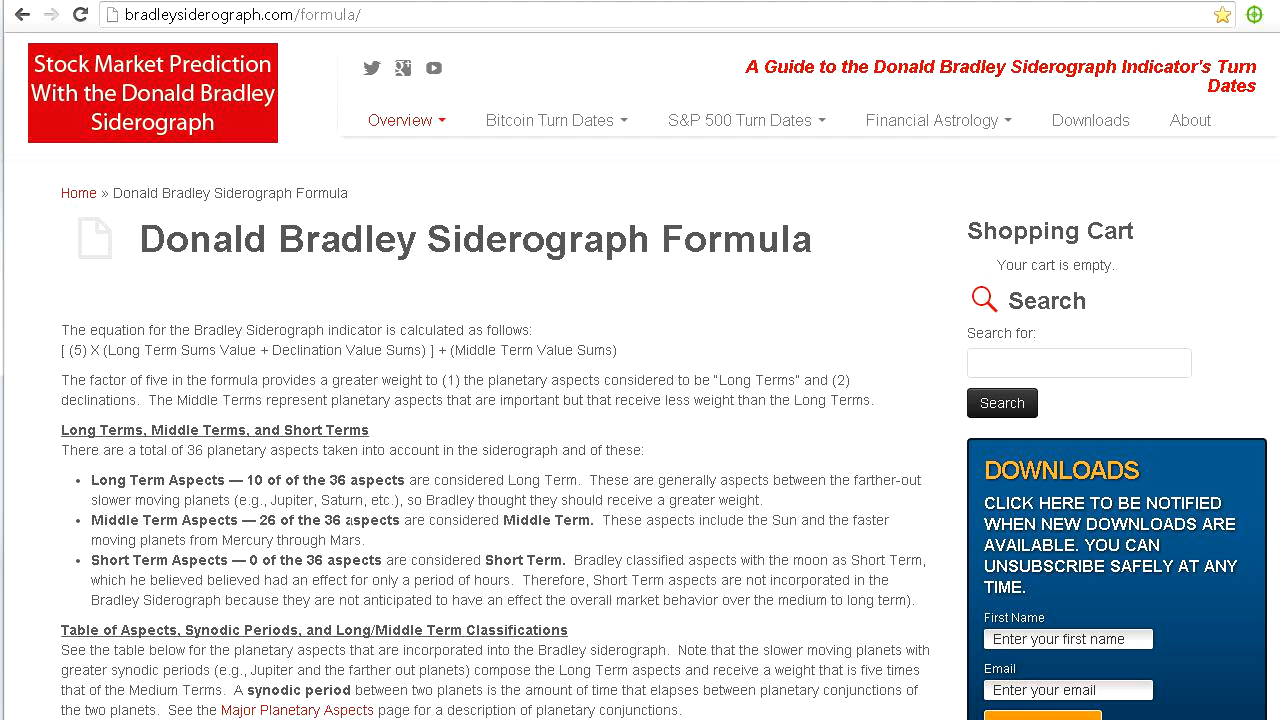 bradleysiderograph.com/formula/
Stock Market Prediction
With the Donald Bradley
Siderograph
A Guide to the Donald Bradley Siderograph Indicator's Turn
Dates
Overview Bitcoin Turn Dates S&P 500 Turn Dates Financial Astrology Downloads About
Home » Donald Bradley Siderograph Formula
Donald Bradley Siderograph Formula
The equation for the Bradley Siderograph indicator is calculated as follows:
[ (5) X (Long Term Sums Value + Declination Value Sums) ] + (Middle Term Value Sums)
The factor of five in the formula provides a greater weight to (1) the planetary aspects considered to be "Long Terms" and (2)
declinations. The Middle Terms represent planetary aspects that are important but that receive less weight than the Long Terms.
Long Terms, Middle Terms, and Short Terms
There are a total of 36 planetary aspects taken into account in the siderograph and of these:
• Long Term Aspects — 10 of of the 36 aspects are considered Long Term. These are generally aspects between the farther-out
slower moving planets (e.g., Jupiter, Saturn, etc.), so Bradley thought they should receive a greater weight.
• Middle Term Aspects — 26 of the 36 aspects are considered Middle Term. These aspects include the Sun and the faster
moving planets from Mercury through Mars.
• Short Term Aspects — 0 of the 36 aspects are considered Short Term. Bradley classified aspects with the moon as Short Term,
which he believed believed had an effect for only a period of hours. Therefore, Short Term aspects are not incorporated in the
Bradley Siderograph because they are not anticipated to have an effect the overall market behavior over the medium to long term).
Table of Aspects, Synodic Periods, and Long/Middle Term Classifications
See the table below for the planetary aspects that are incorporated into the Bradley siderograph. Note that the slower moving planets with
greater synodic periods (e.g., Jupiter and the farther out planets) compose the Long Term aspects and receive a weight that is five times
that of the Medium Terms. A synodic period between two planets is the amount of time that elapses between planetary conjunctions of
the two planets. See the Major Planetary Aspects page for a description of planetary conjunctions.
Shopping Cart
Your cart is empty.
Search
Search for:
Search
DOWNLOADS
CLICK HERE TO BE NOTIFIED
WHEN NEW DOWNLOADS ARE
AVAILABLE. YOU CAN
UNSUBSCRIBE SAFELY AT ANY
TIME.
First Name
Enter your first name
Email
Enter your email